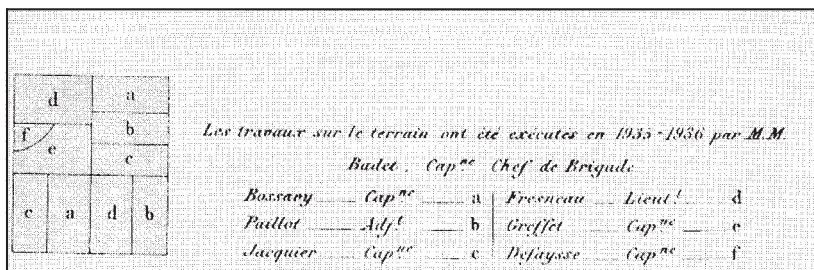 d a
b
f e
c
c a d b
Les travaux sur le terrain ont été exécutés en 1935-1936 par M.M.
Badet, Capne Chef de Brigade
Bossavy Capne a Fresneau Lieutt d
Paillot Adjt b Greffet Capne e
Jacquier Capne c Defaysse Capne f